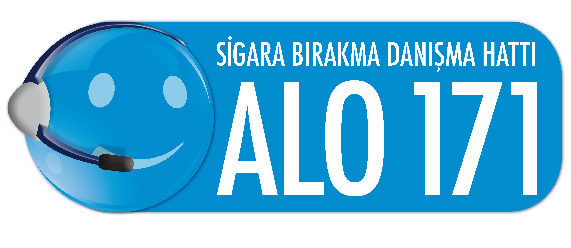 SİGARA BIRAKMA DANIŞMA HATTI
ALO 171